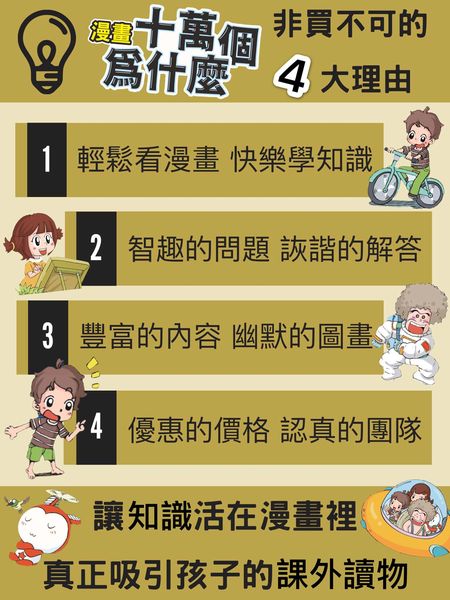 漫畫 十萬個
為什麼
非買不可的
4 大理由
1 輕鬆看漫畫 快樂學知識
2 智趣的問題 詼諧的解答
3 豐富的內容 幽默的圖畫
4 優惠的價格 認真的團隊
讓知識活在漫畫裡
真正吸引孩子的課外讀物